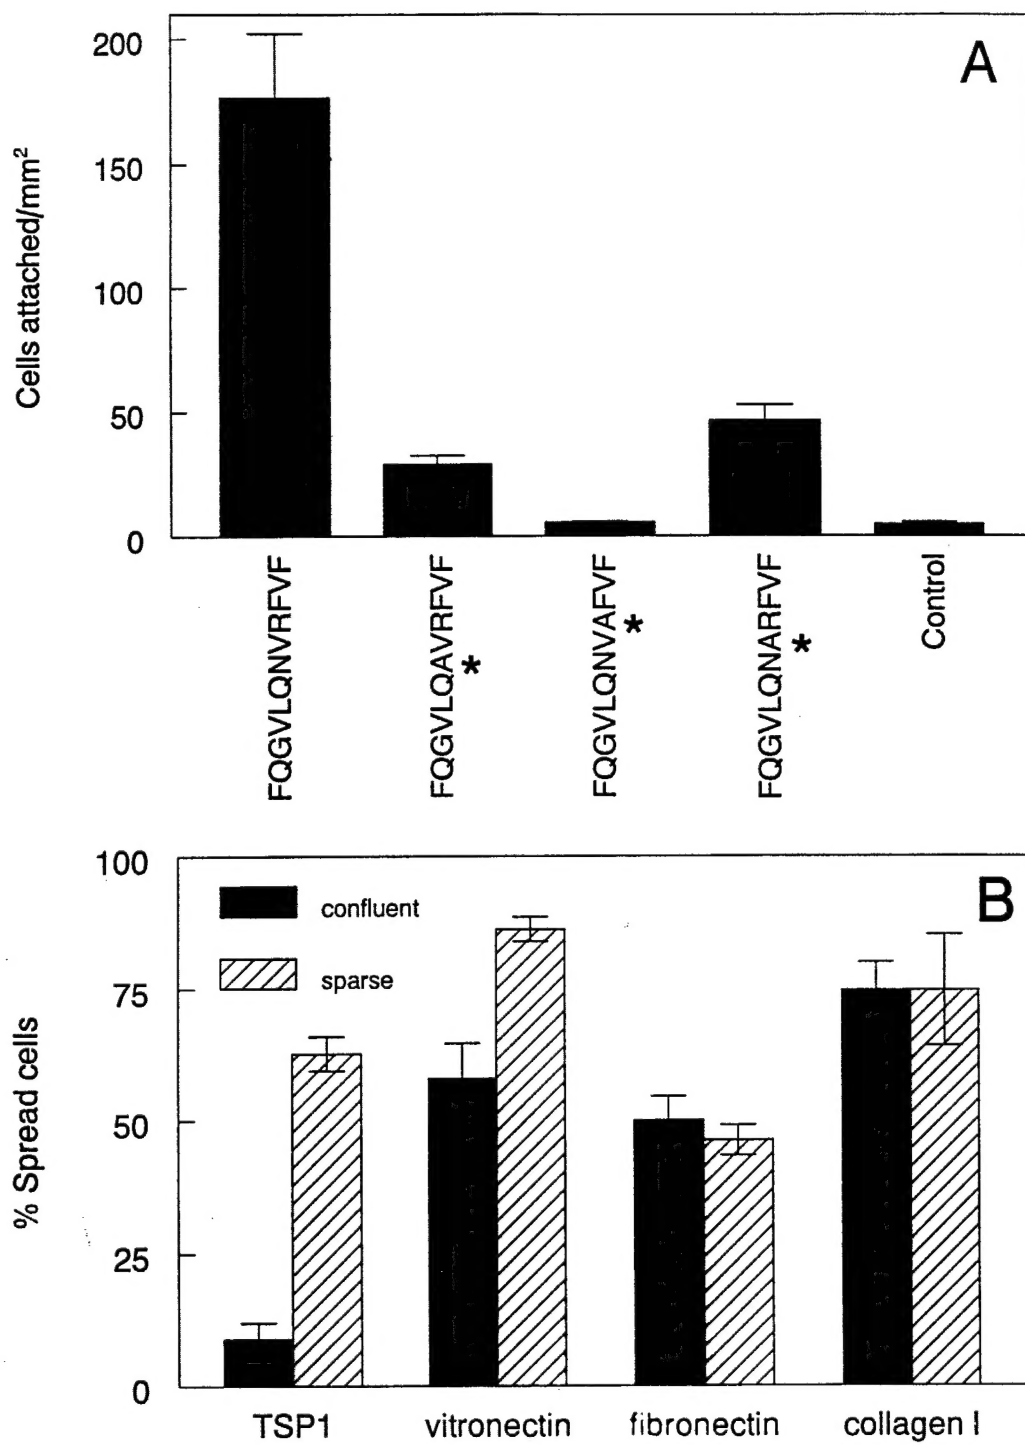 A
Cells attached/mm²
200
150
100
50
0
FQGVLQNVRFVF
FQGVLQAVRFVF
*
FQGVLQNVAFVF
*
FQGVLQNARFVF
*
Control
B
% Spread cells
100
75
50
25
0
confluent
sparse
TSP1 vitronectin fibronectin collagen I